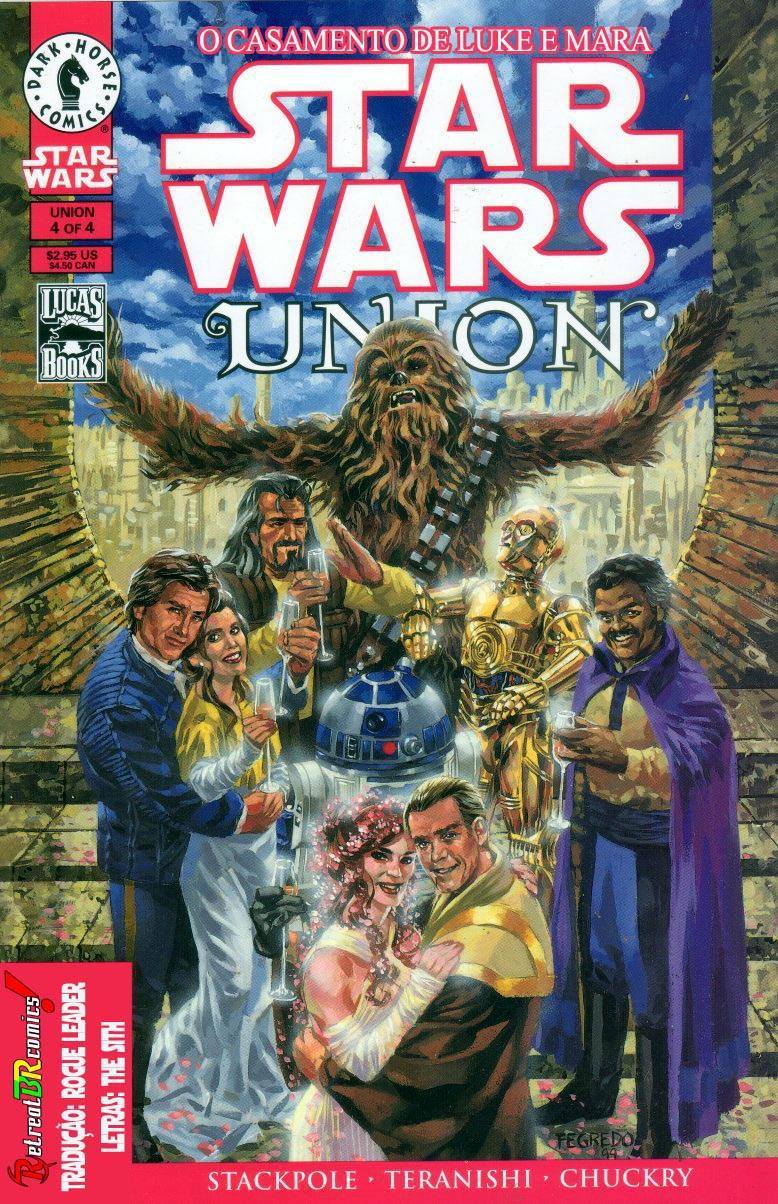 O CASAMENTO DE LUKE E MARA
STAR
WARS
UNION
DARK • HORSE
COMICS
®
STAR
WARS
UNION
4 OF 4
$2.95 US
$4.50 CAN
LUCAS
BOOKS
®
RetreatBRcomics!
TRADUÇÃO: ROGUE LEADER
LETRAS: THE SITH
FEGREDO
99
STACKPOLE · TERANISHI · CHUCKRY